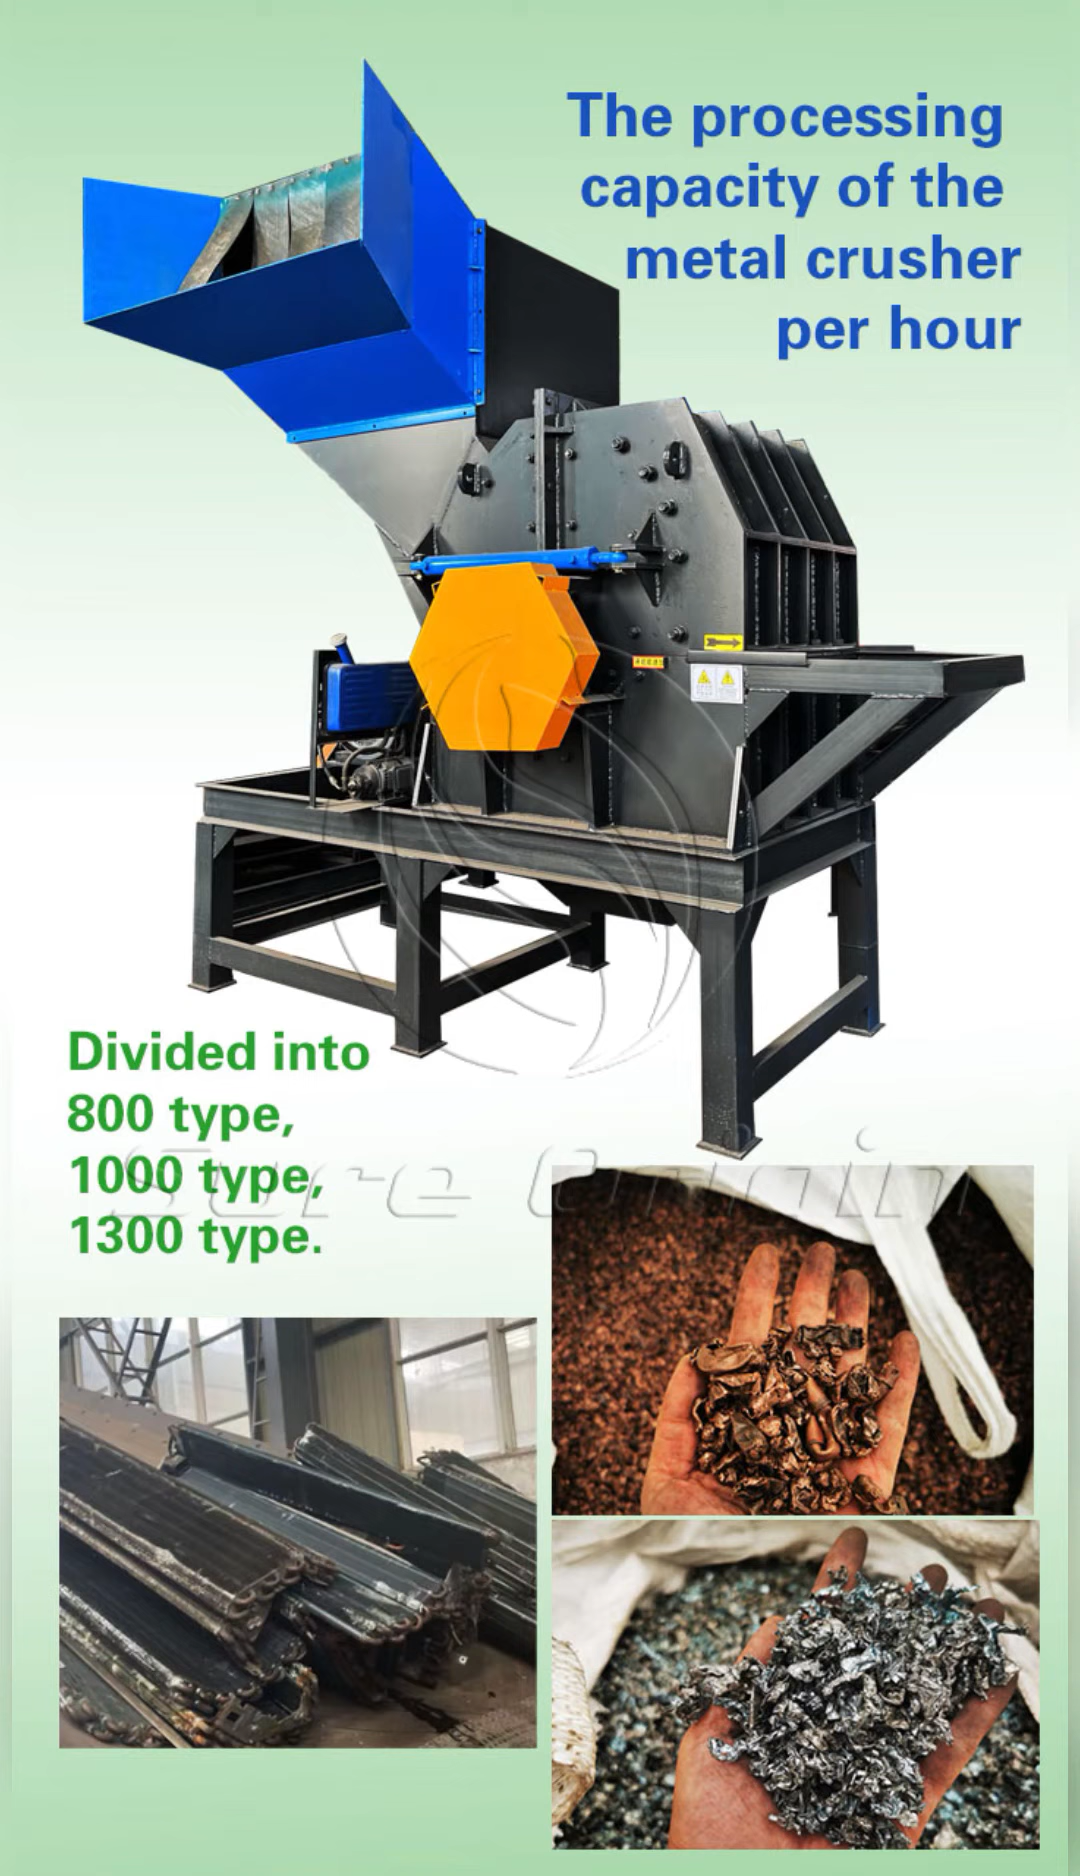 The processing
capacity of the
metal crusher
per hour
Divided into
800 type,
1000 type,
1300 type.